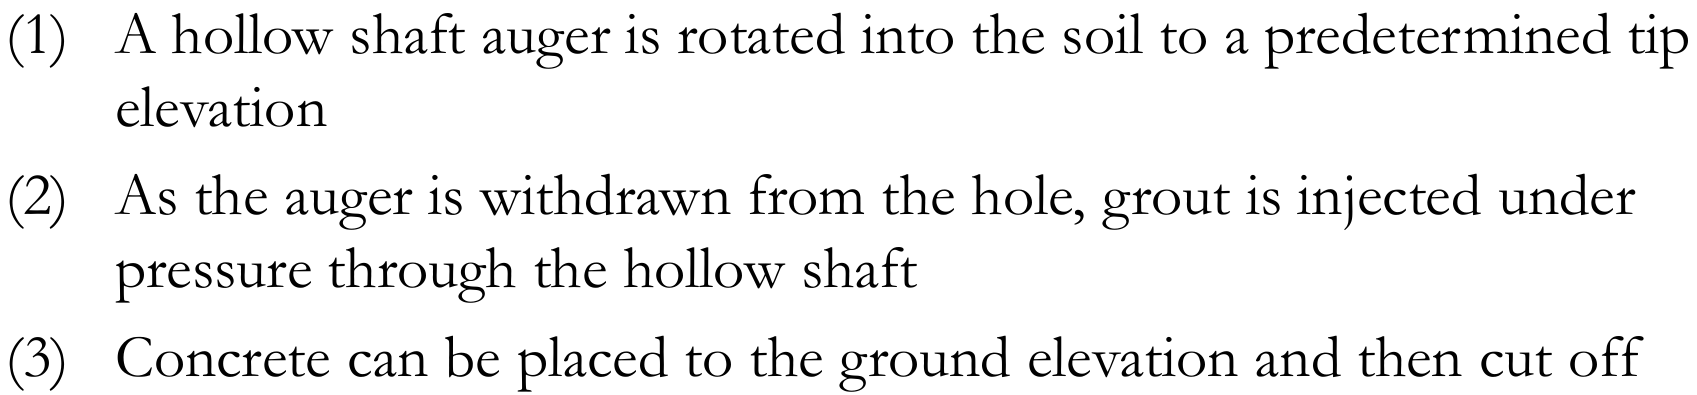 (1) A hollow shaft auger is rotated into the soil to a predetermined tip
elevation
(2) As the auger is withdrawn from the hole, grout is injected under
pressure through the hollow shaft
(3) Concrete can be placed to the ground elevation and then cut off